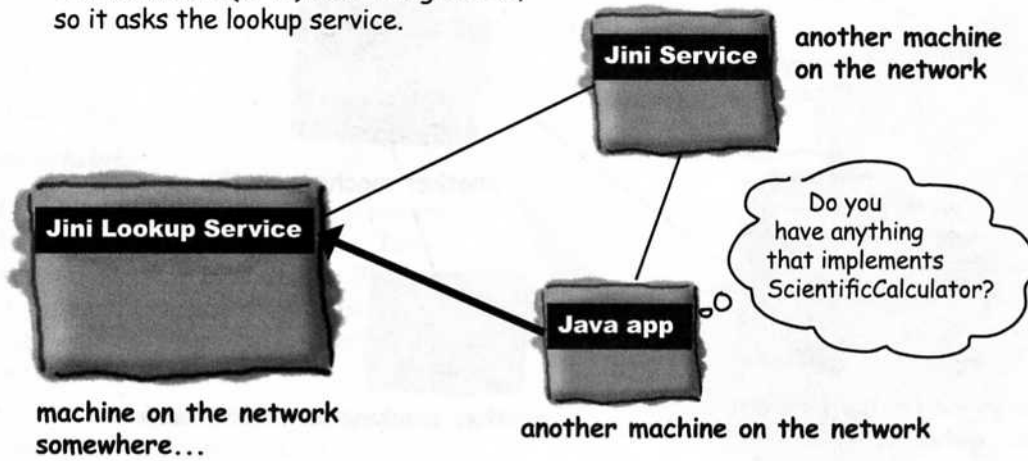 so it asks the lookup service.
Jini Service
another machine
on the network
Jini Lookup Service
Do you
have anything
that implements
ScientificCalculator?
Java app
machine on the network
somewhere...
another machine on the network